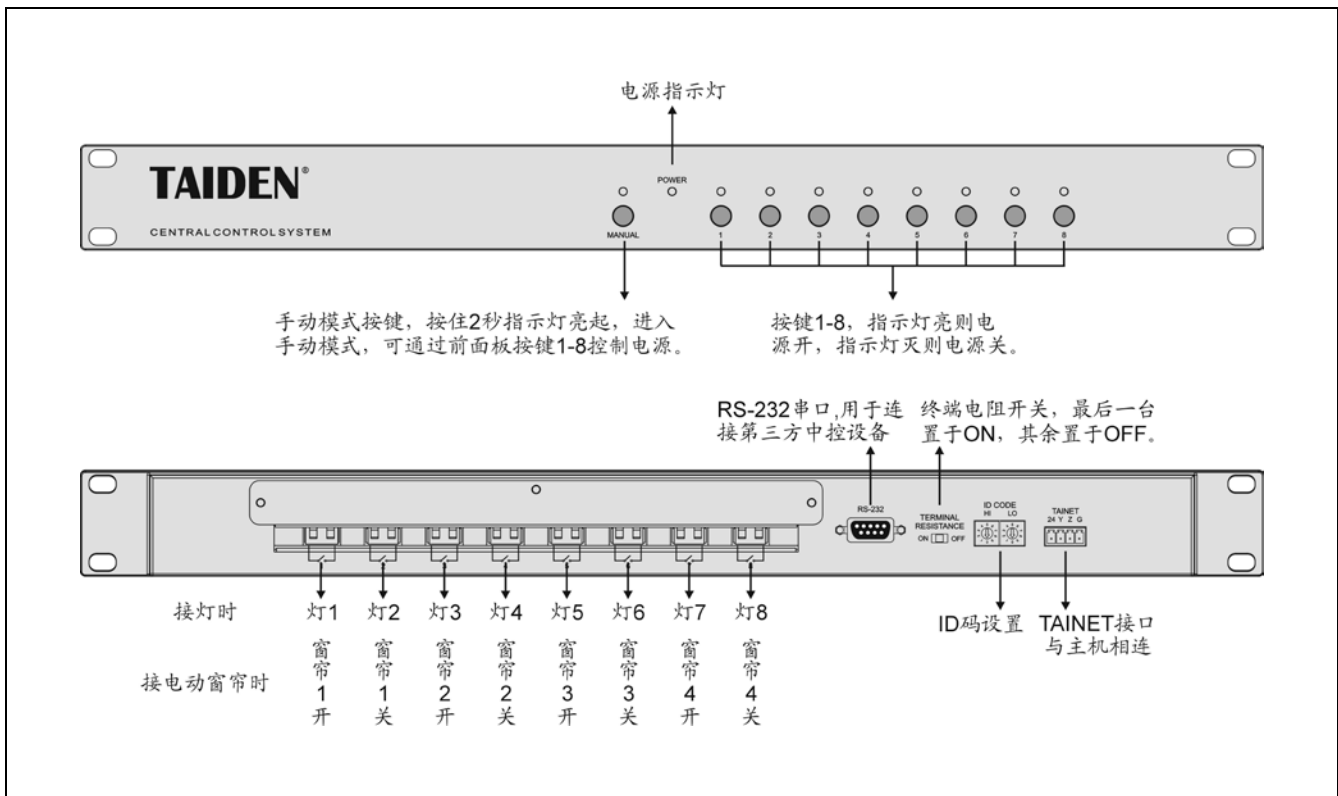 电源指示灯
TAIDEN®
CENTRAL CONTROL SYSTEM
POWER
MANUAL
1 2 3 4 5 6 7 8
手动模式按键，按住2秒指示灯亮起，进入
手动模式，可通过前面板按键1-8控制电源。
按键1-8，指示灯亮则电
源开，指示灯灭则电源关。
RS-232串口,用于连
接第三方中控设备
终端电阻开关，最后一台
置于ON，其余置于OFF。
RS-232
TERMINAL
RESISTANCE
ON OFF
ID CODE
HI LO
TAINET
24 Y Z G
接灯时
灯1 灯2 灯3 灯4 灯5 灯6 灯7 灯8
ID码设置
TAINET接口
与主机相连
接电动窗帘时
窗帘1开
窗帘1关
窗帘2开
窗帘2关
窗帘3开
窗帘3关
窗帘4开
窗帘4关